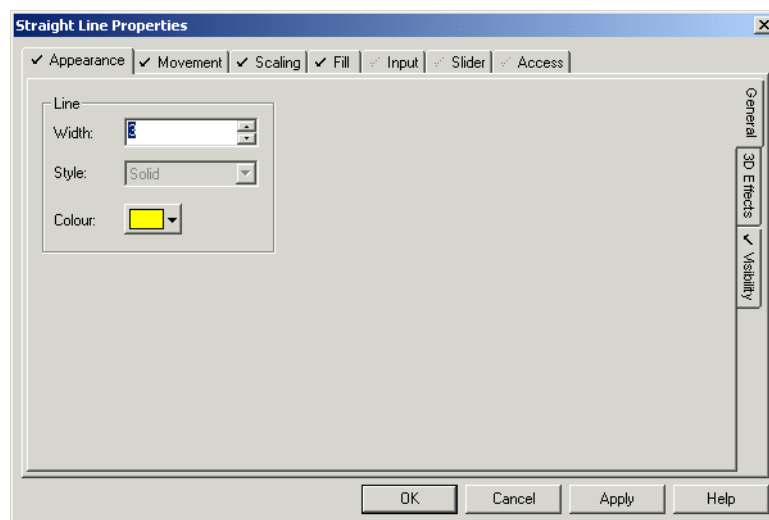 Straight Line Properties
Appearance Movement Scaling Fill Input Slider Access
Line
Width: 3
Style: Solid
Colour:
General
3D Effects
Visibility
OK Cancel Apply Help